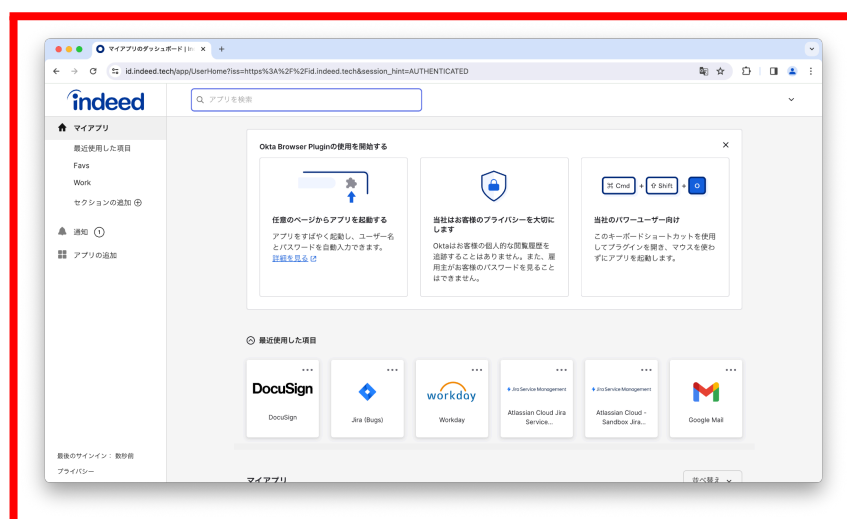 マイアプリのダッシュボード | In
id.indeed.tech/app/UserHome?iss=https%3A%2F%2Fid.indeed.tech&session_hint=AUTHENTICATED
indeed
アプリを検索
マイアプリ
最近使用した項目
Favs
Work
セクションの追加
通知 1
アプリの追加
最後のサインイン： 数秒前
プライバシー
Okta Browser Pluginの使用を開始する
任意のページからアプリを起動する
アプリをすばやく起動し、ユーザー名
とパスワードを自動入力できます。
詳細を見る
当社はお客様のプライバシーを大切に
します
Oktaはお客様の個人的な閲覧履歴を
追跡することはありません。また、雇
用主がお客様のパスワードを見ること
はできません。
⌘ Cmd + ⇧ Shift + O
当社のパワーユーザー向け
このキーボードショートカットを使用
してプラグインを開き、マウスを使わ
ずにアプリを起動します。
最近使用した項目
DocuSign
DocuSign
Jira (Bugs)
workday
Workday
Jira Service Management
Atlassian Cloud Jira
Service...
Jira Service Management
Atlassian Cloud -
Sandbox Jira...
Google Mail
マイアプリ
並べ替え